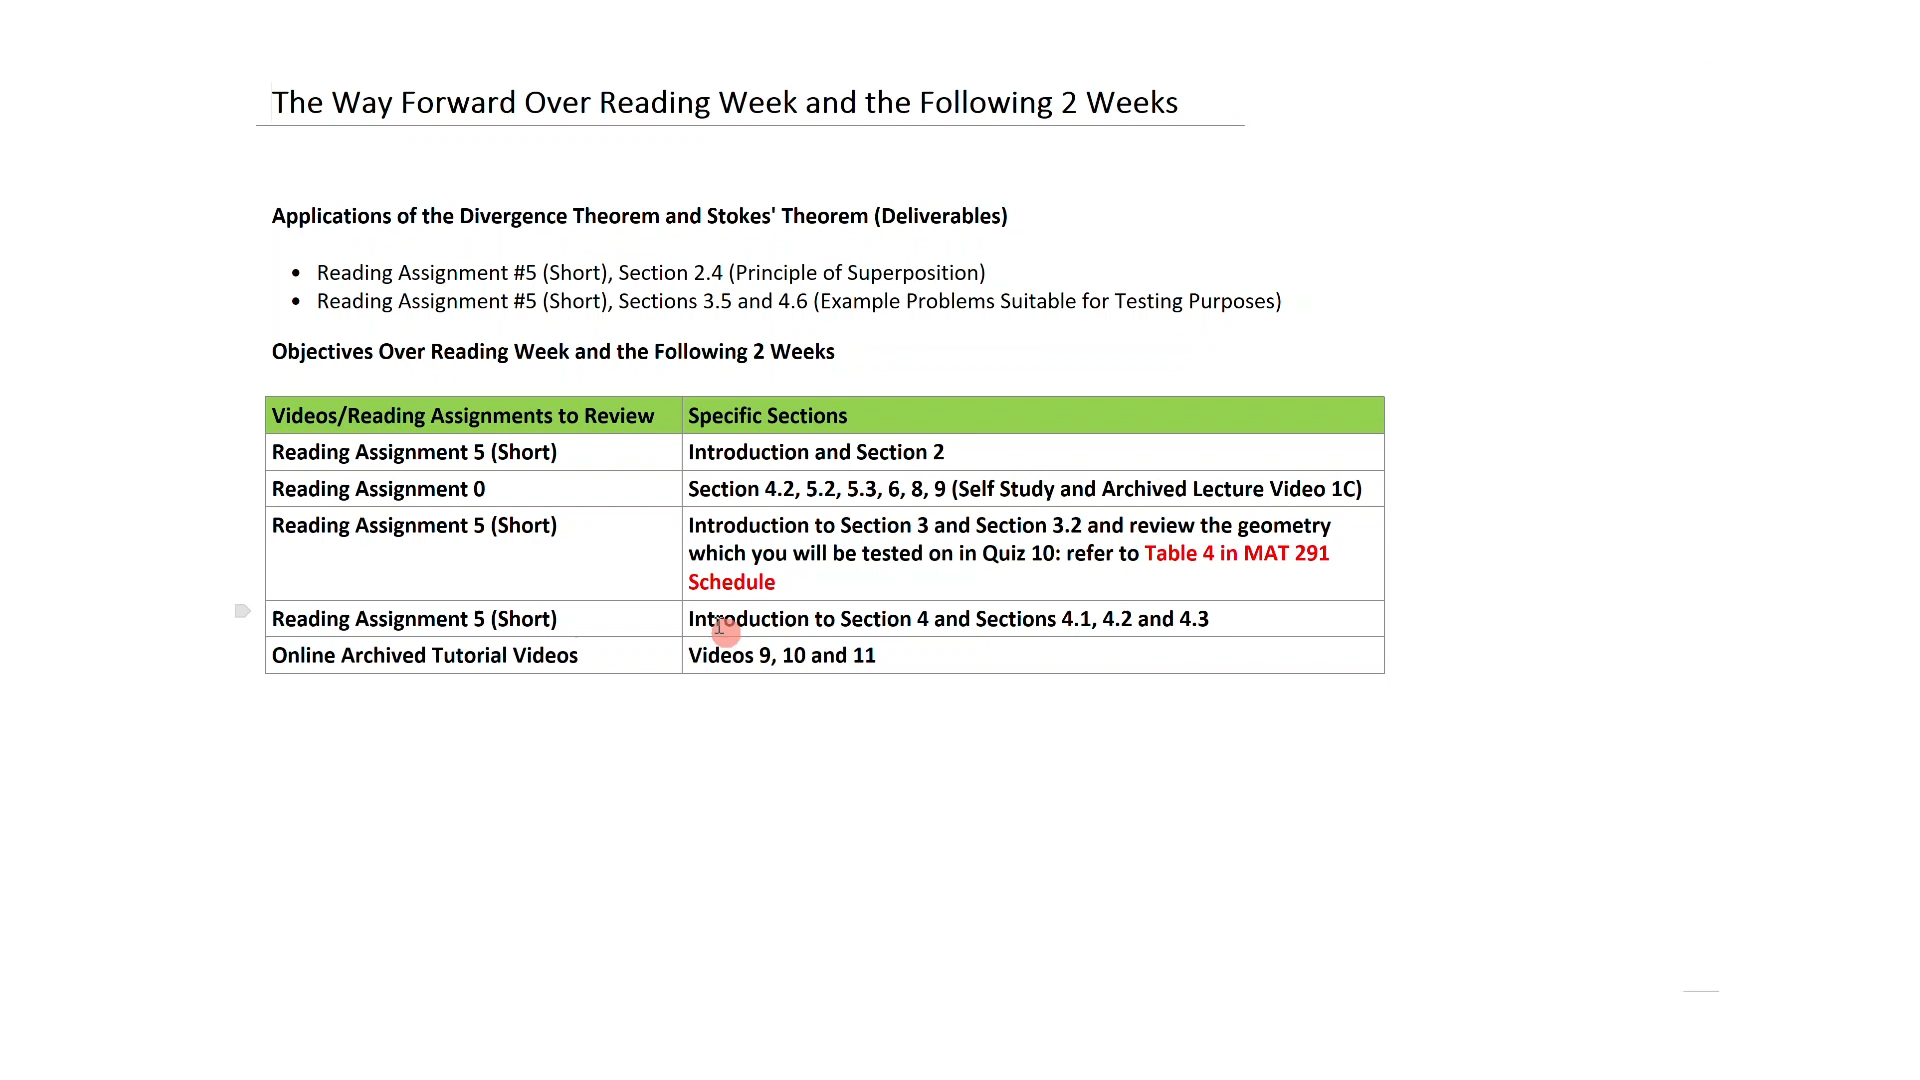 The Way Forward Over Reading Week and the Following 2 Weeks
Applications of the Divergence Theorem and Stokes' Theorem (Deliverables)
• Reading Assignment #5 (Short), Section 2.4 (Principle of Superposition)
• Reading Assignment #5 (Short), Sections 3.5 and 4.6 (Example Problems Suitable for Testing Purposes)
Objectives Over Reading Week and the Following 2 Weeks
Videos/Reading Assignments to Review Specific Sections
Reading Assignment 5 (Short) Introduction and Section 2
Reading Assignment 0 Section 4.2, 5.2, 5.3, 6, 8, 9 (Self Study and Archived Lecture Video 1C)
Reading Assignment 5 (Short) Introduction to Section 3 and Section 3.2 and review the geometry
which you will be tested on in Quiz 10: refer to Table 4 in MAT 291
Schedule
Reading Assignment 5 (Short) Introduction to Section 4 and Sections 4.1, 4.2 and 4.3
Online Archived Tutorial Videos Videos 9, 10 and 11